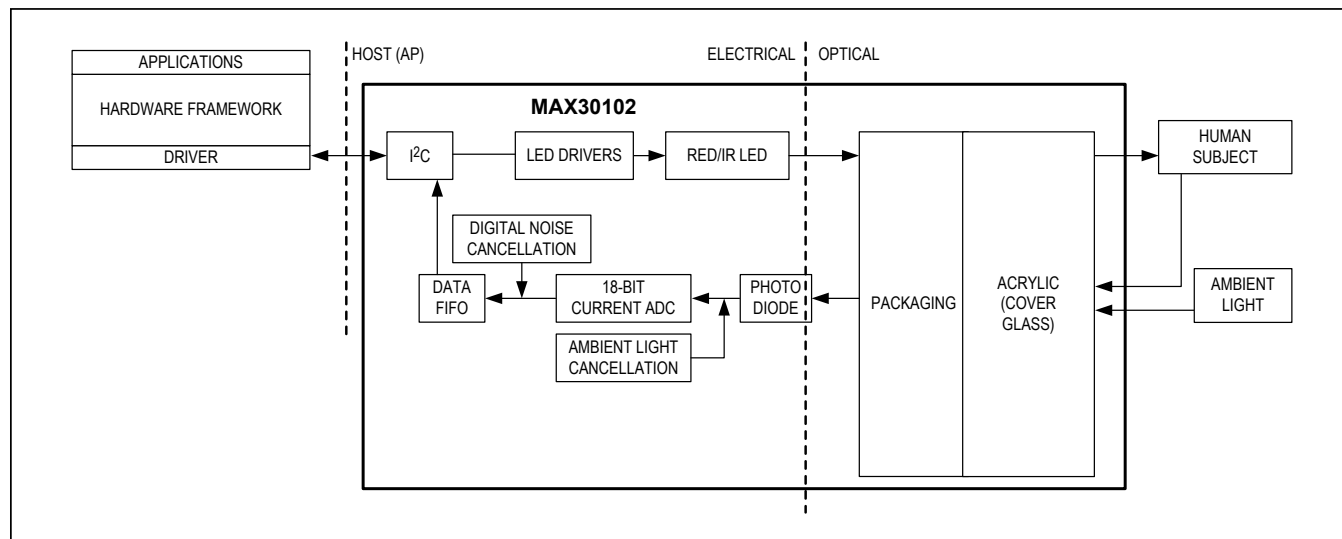 HOST (AP)
ELECTRICAL
OPTICAL
APPLICATIONS
HARDWARE FRAMEWORK
DRIVER
MAX30102
I²C
LED DRIVERS
RED/IR LED
HUMAN
SUBJECT
DIGITAL NOISE
CANCELLATION
DATA
FIFO
18-BIT
CURRENT ADC
PHOTO
DIODE
AMBIENT LIGHT
CANCELLATION
PACKAGING
ACRYLIC
(COVER
GLASS)
AMBIENT
LIGHT